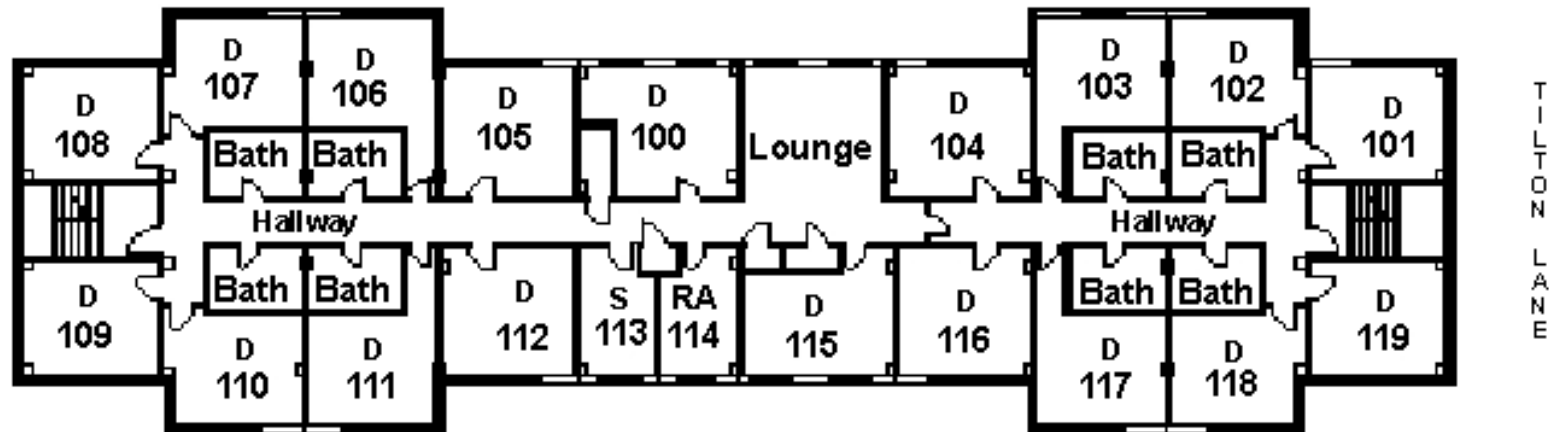 D
107
D
106
D
103
D
102
D
108
D
105
D
100
Lounge
D
104
D
101
Bath
Bath
Bath
Bath
Hallway
Hallway
Bath
Bath
Bath
Bath
D
109
D
112
S
113
RA
114
D
115
D
116
D
119
D
110
D
111
D
117
D
118
TILTON LANE